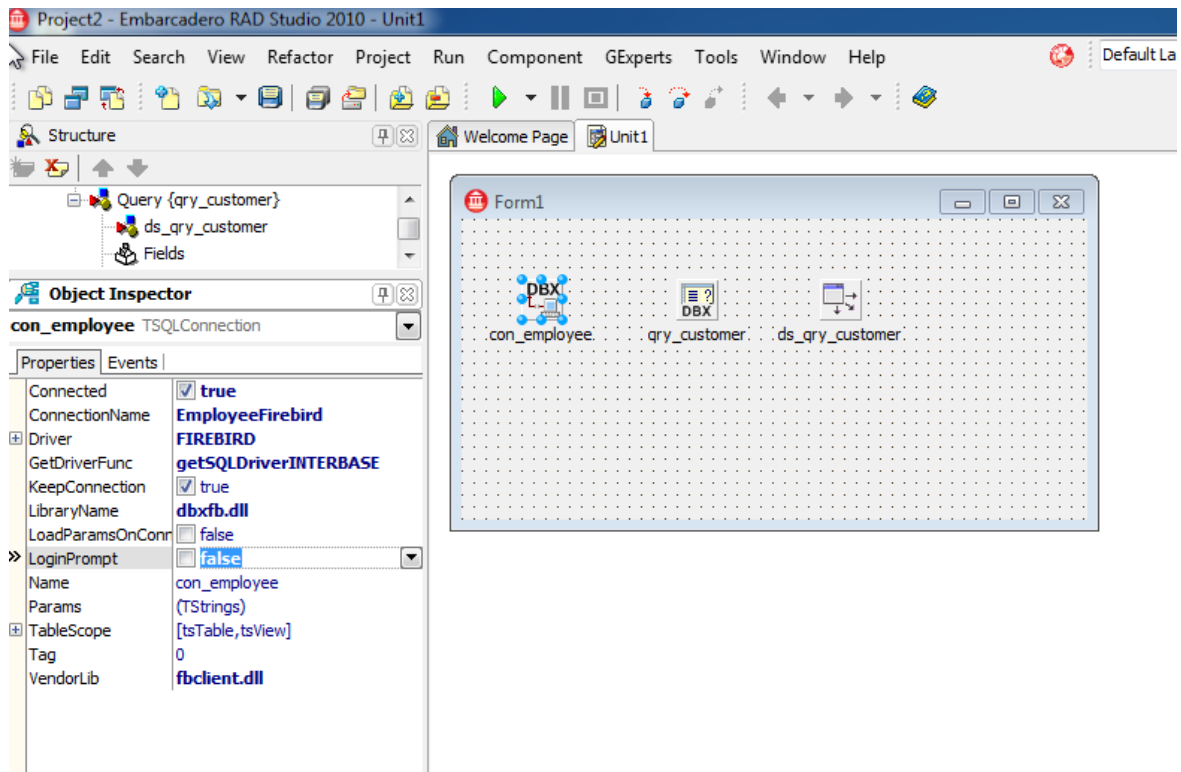 Project2 - Embarcadero RAD Studio 2010 - Unit1
File Edit Search View Refactor Project Run Component GExperts Tools Window Help
Default La
Structure
Welcome Page
Unit1
Query {qry_customer}
ds_qry_customer
Fields
Object Inspector
con_employee TSQLConnection
Properties Events
Connected true
ConnectionName EmployeeFirebird
Driver FIREBIRD
GetDriverFunc getSQLDriverINTERBASE
KeepConnection true
LibraryName dbxfb.dll
LoadParamsOnConn false
LoginPrompt false
Name con_employee
Params (TStrings)
TableScope [tsTable,tsView]
Tag 0
VendorLib fbclient.dll
Form1
DBX
DBX
con_employee qry_customer ds_qry_customer